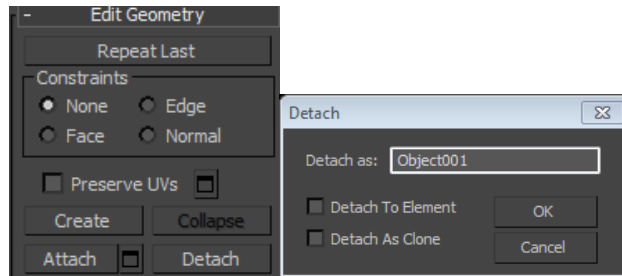 - Edit Geometry
Repeat Last
Constraints
None Edge
Face Normal
Preserve UVs
Create Collapse
Attach Detach
Detach
Detach as: Object001
Detach To Element OK
Detach As Clone Cancel